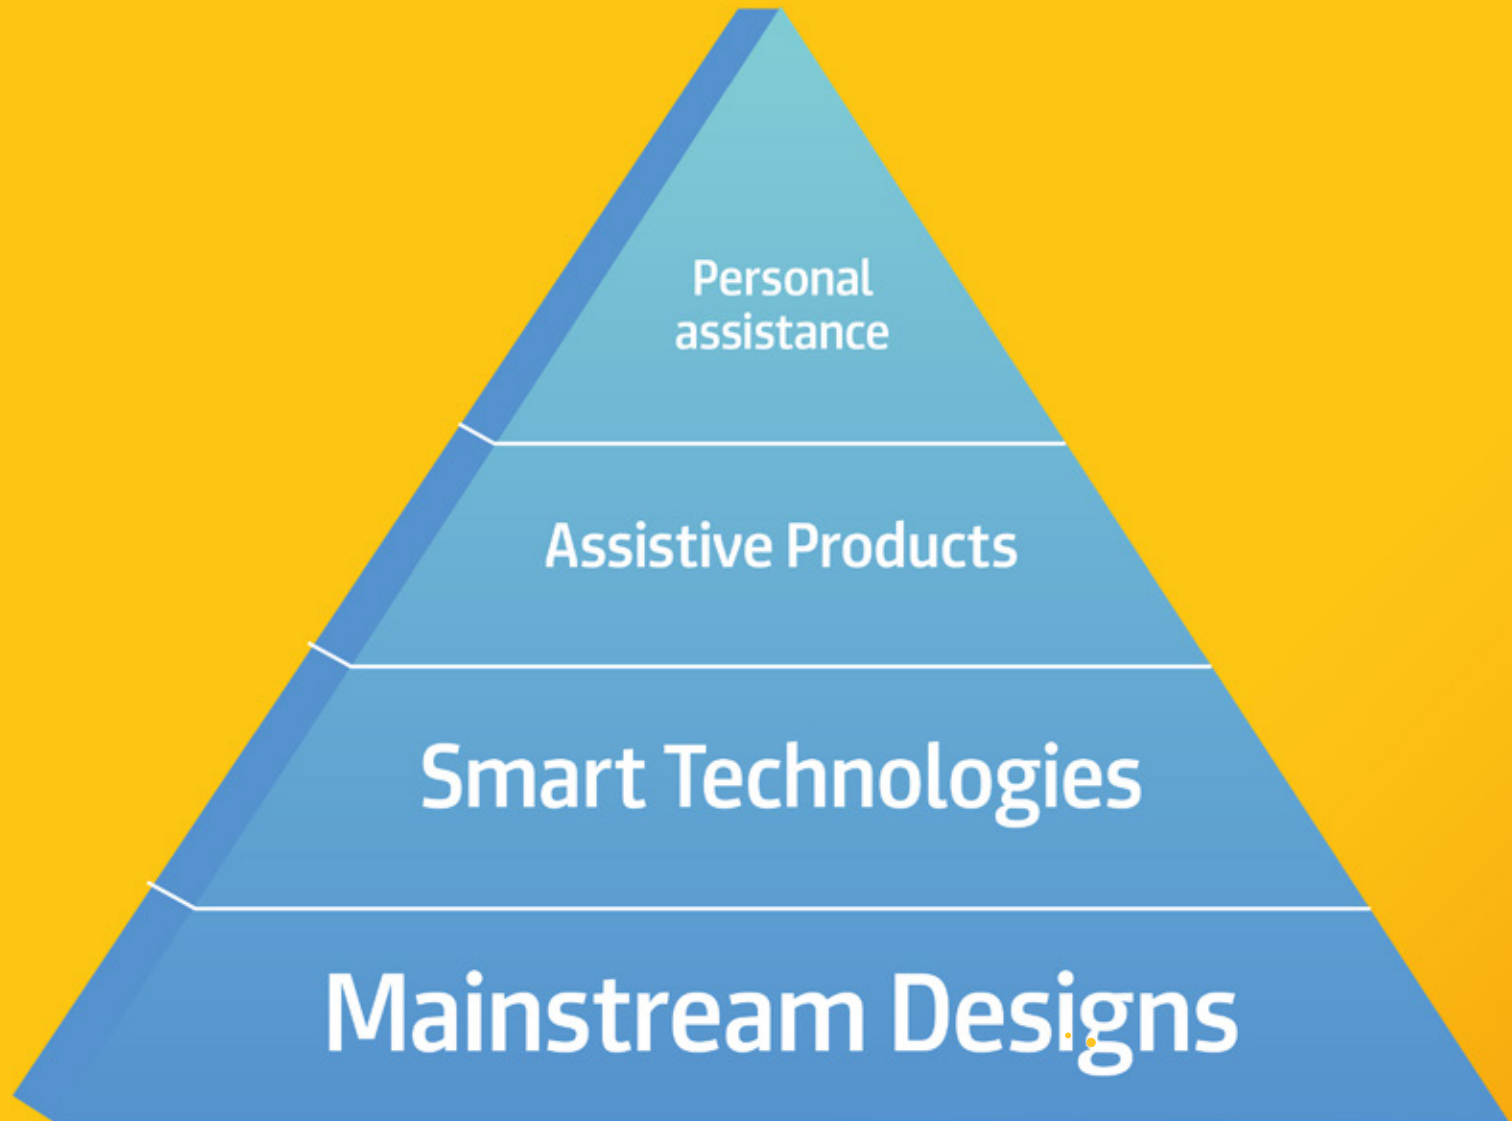 Personal
assistance
Assistive Products
Smart Technologies
Mainstream Designs